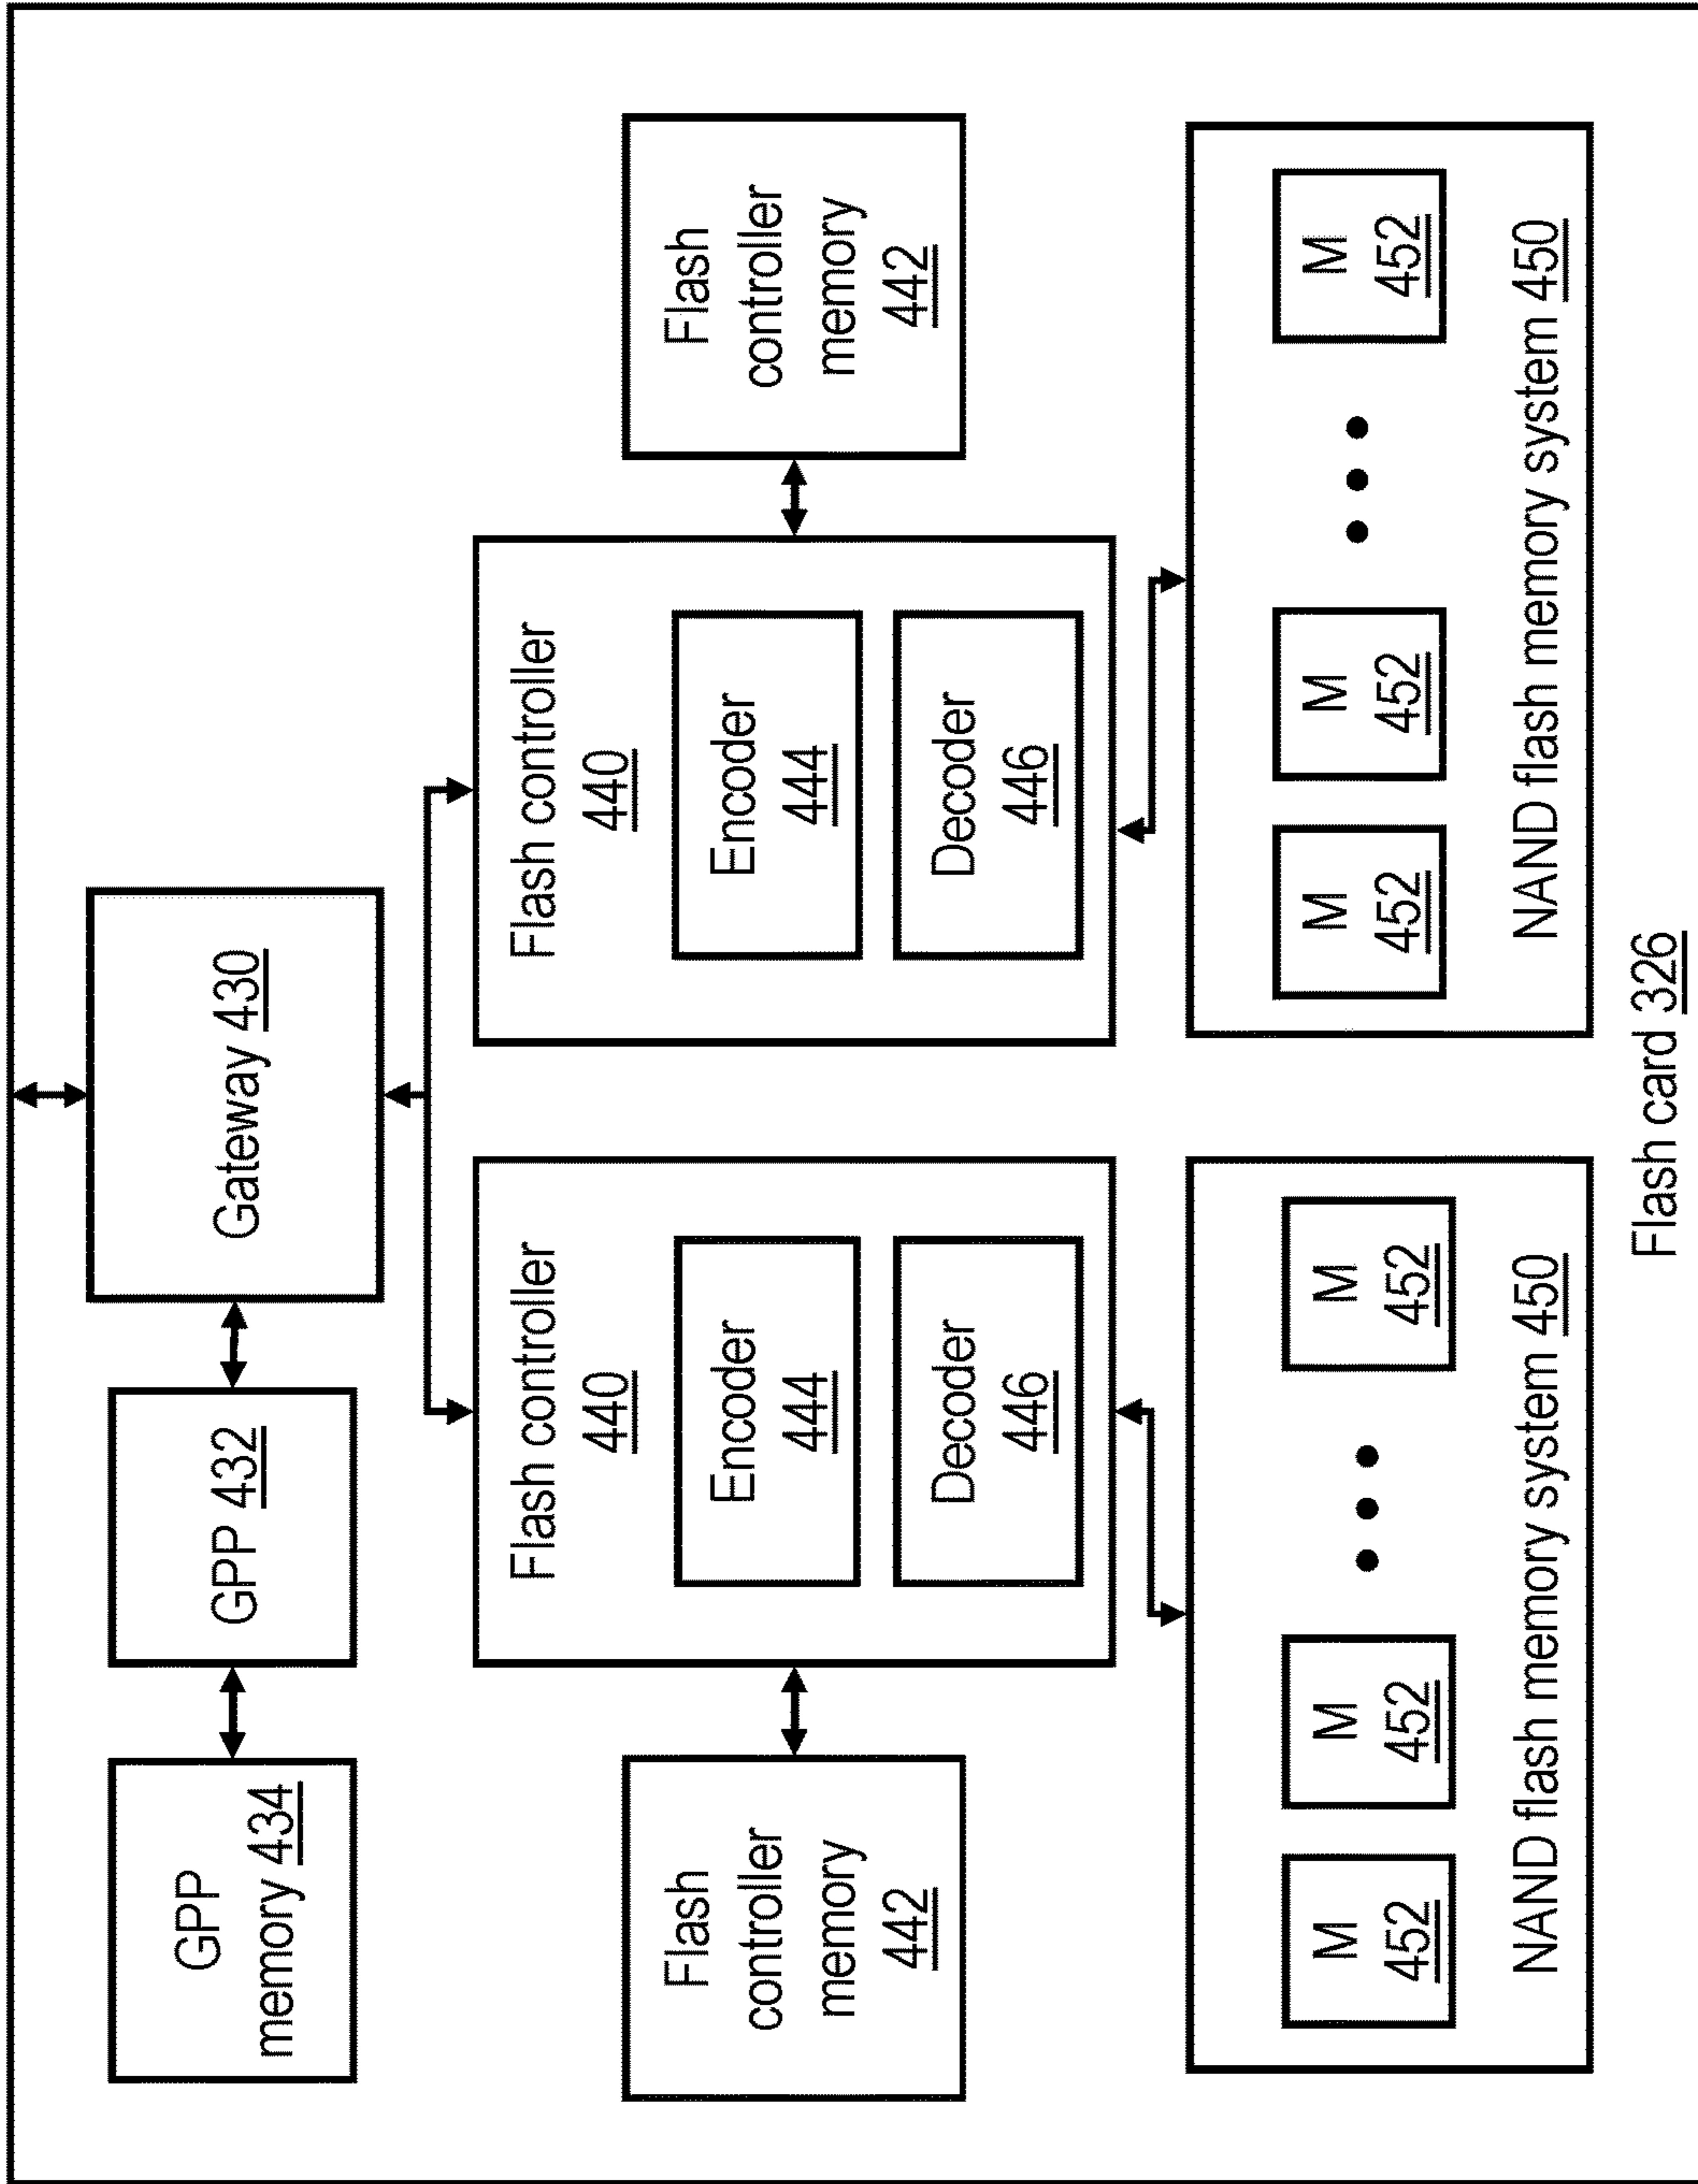 GPP
memory 434
GPP 432
Gateway 430
Flash
controller
memory
442
Flash controller
440
Encoder
444
Decoder
446
Flash controller
440
Encoder
444
Decoder
446
Flash
controller
memory
442
M
452
M
452
M
452
NAND flash memory system 450
M
452
M
452
M
452
NAND flash memory system 450
Flash card 326